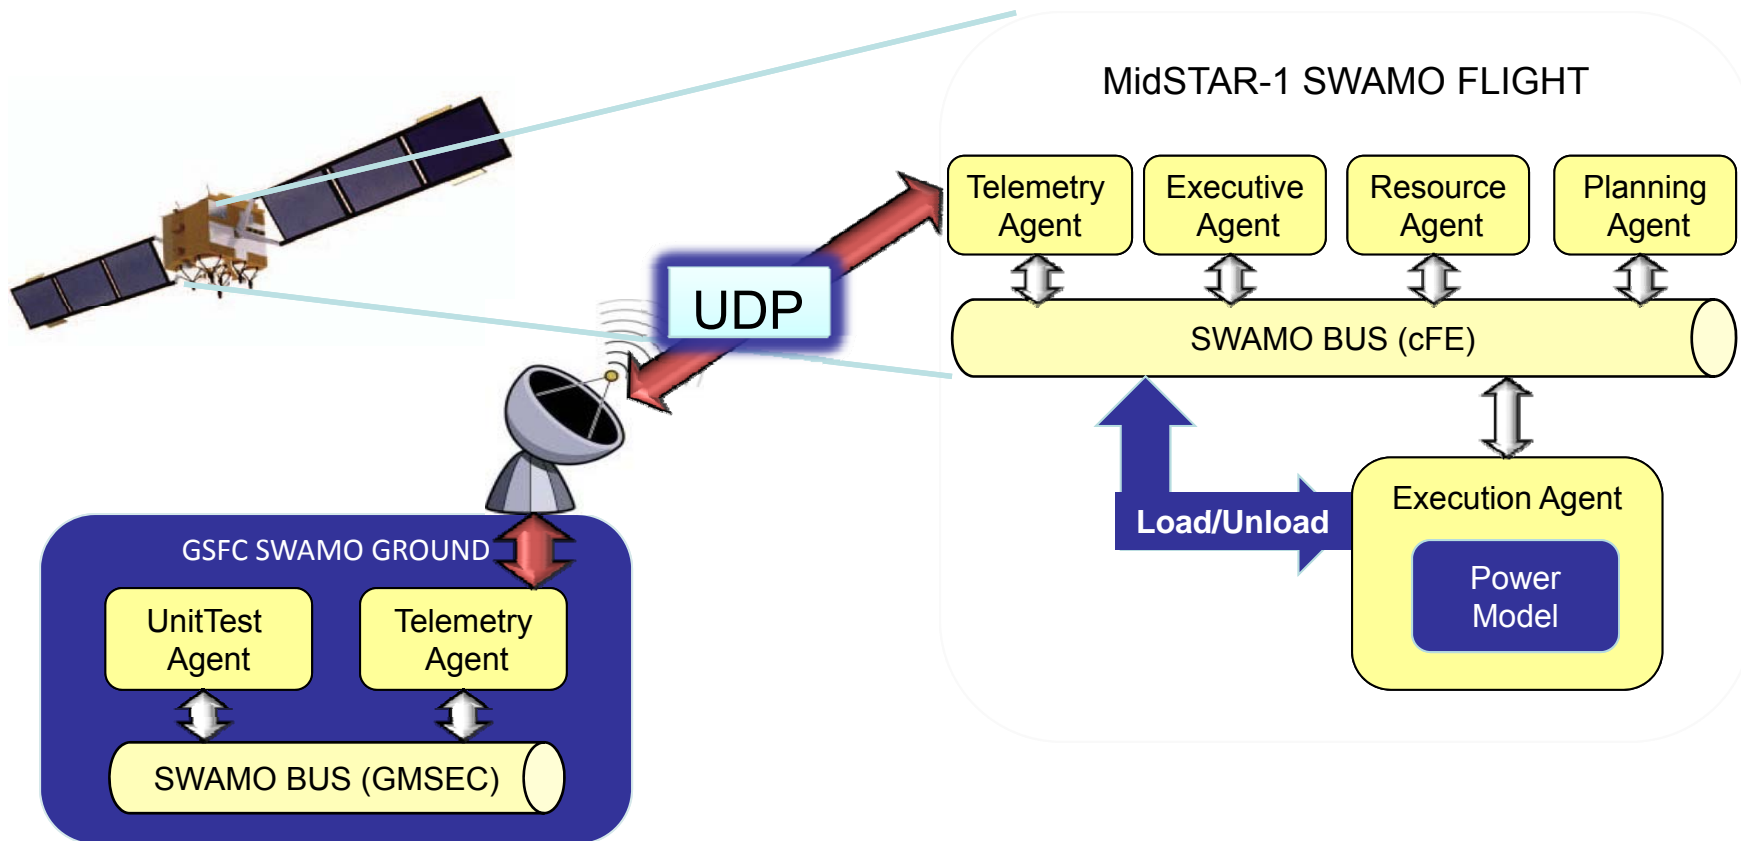 MidSTAR-1 SWAMO FLIGHT
Telemetry
Agent
Executive
Agent
Resource
Agent
Planning
Agent
UDP
SWAMO BUS (cFE)
Load/Unload
Execution Agent
Power
Model
GSFC SWAMO GROUND
UnitTest
Agent
Telemetry
Agent
SWAMO BUS (GMSEC)